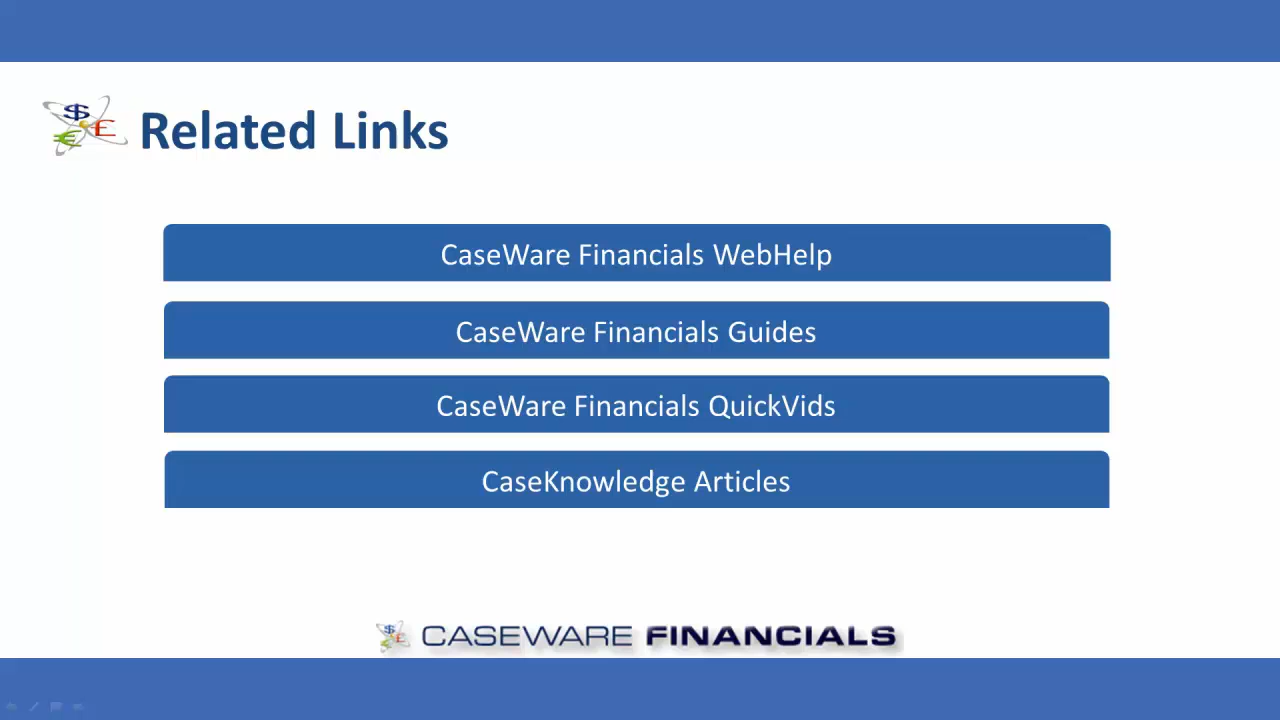 $
€ £
Related Links
CaseWare Financials WebHelp
CaseWare Financials Guides
CaseWare Financials QuickVids
CaseKnowledge Articles
$
€ £
CASEWARE FINANCIALS